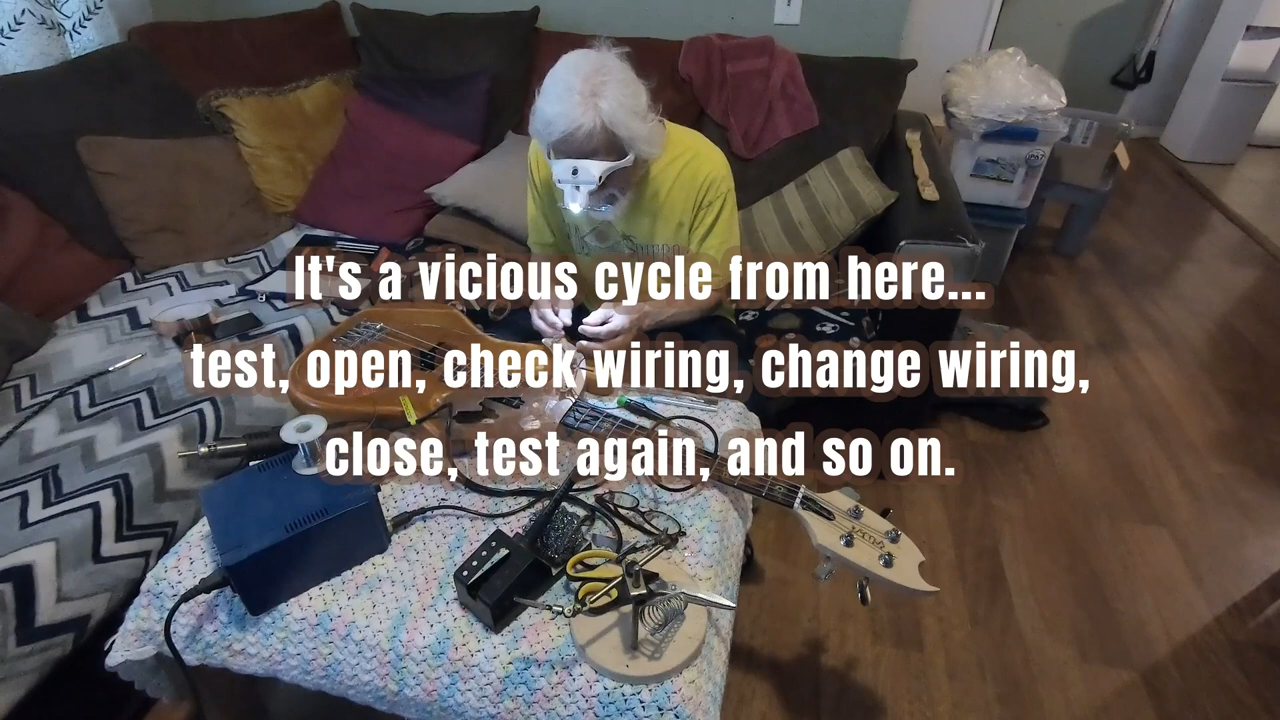 It's a vicious cycle from here...
test, open, check wiring, change wiring,
close, test again, and so on.